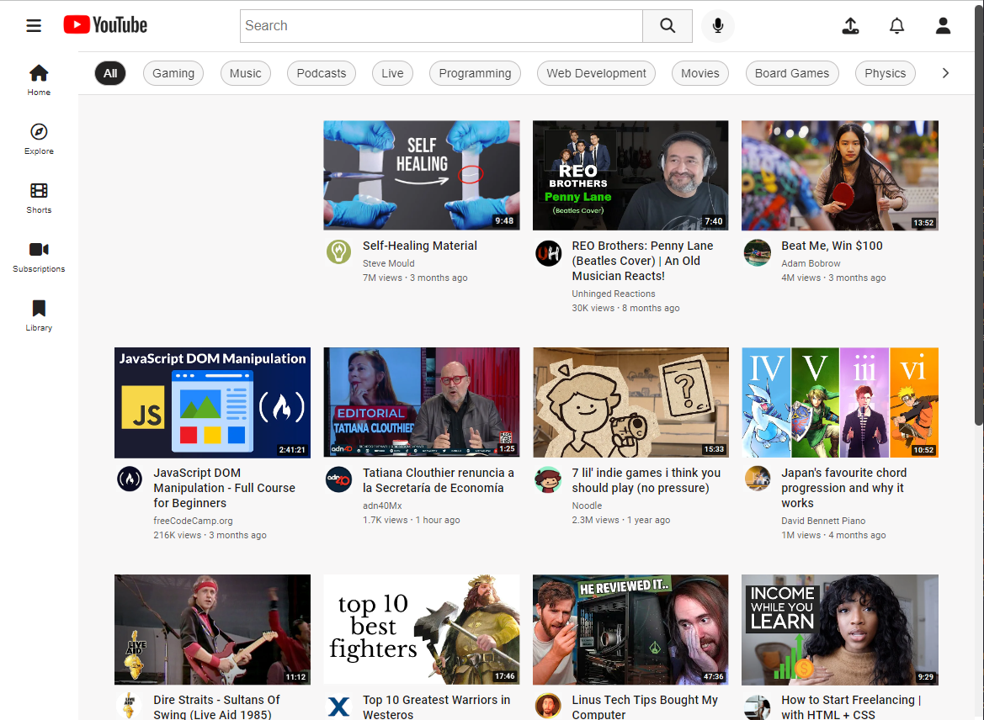 YouTube
Search
All
Gaming
Music
Podcasts
Live
Programming
Web Development
Movies
Board Games
Physics
Home
Explore
Shorts
Subscriptions
Library
SELF
HEALING
9:48
Self-Healing Material
Steve Mould
7M views · 3 months ago
REO
BROTHERS
Penny Lane
(Beatles Cover)
7:40
UH
REO Brothers: Penny Lane
(Beatles Cover) | An Old
Musician Reacts!
Unhinged Reactions
30K views · 8 months ago
13:52
Beat Me, Win $100
Adam Bobrow
4M views · 3 months ago
JavaScript DOM Manipulation
JS
2:41:21
JavaScript DOM
Manipulation - Full Course
for Beginners
freeCodeCamp.org
216K views · 3 months ago
EDITORIAL
TATIANA CLOUTHIER
adn40
1:25
adn40
Tatiana Clouthier renuncia a
la Secretaría de Economía
adn40Mx
1.7K views · 1 hour ago
?
15:33
7 lil' indie games i think you
should play (no pressure)
Noodle
2.3M views · 1 year ago
IV V iii vi
10:52
Japan's favourite chord
progression and why it
works
David Bennett Piano
1M views · 4 months ago
LIVE
AID
11:12
Dire Straits - Sultans Of
Swing (Live Aid 1985)
top 10
best
fighters
17:46
X
Top 10 Greatest Warriors in
Westeros
HE REVIEWED IT..
47:36
Linus Tech Tips Bought My
Computer
INCOME
WHILE YOU
LEARN
$
9:29
How to Start Freelancing |
with HTML + CSS